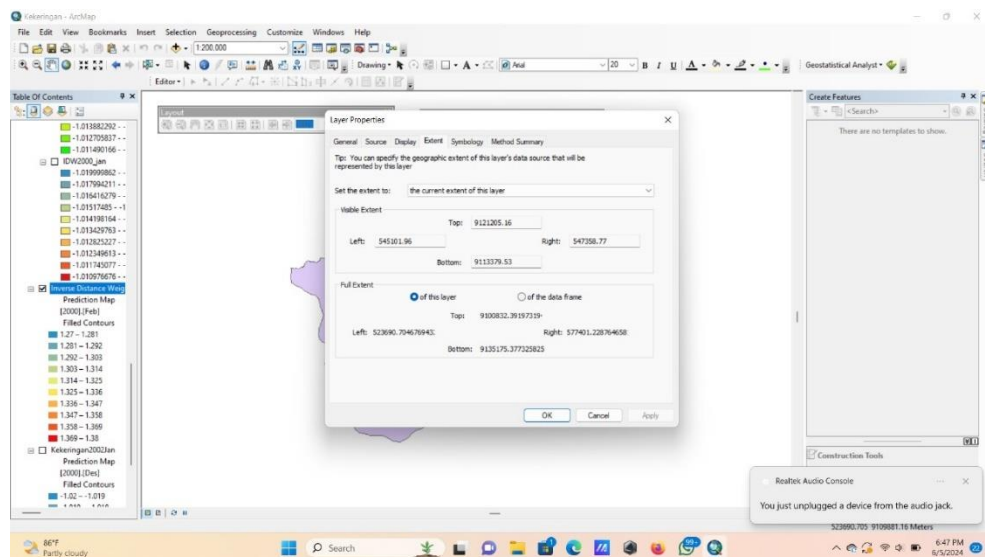 Kekeringan - ArcMap
File Edit View Bookmarks Insert Selection Geoprocessing Customize Windows Help
1:200.000
Drawing
Arial
20
B I U A
Geostatistical Analyst
Editor
Table Of Contents
-1.013882292 - -
-1.012705837 - -
-1.011490166 - -
IDW2000_jan
-1.019999862 - -
-1.017994211 - -
-1.016416279 - -
-1.01517485 - -1
-1.014198164 - -
-1.013429763 - -
-1.012825227 - -
-1.012349613 - -
-1.011745077 - -
-1.010976676 - -
Inverse Distance Weig
Prediction Map
[2000].[Feb]
Filled Contours
1.27 – 1.281
1.281 – 1.292
1.292 – 1.303
1.303 – 1.314
1.314 – 1.325
1.325 – 1.336
1.336 – 1.347
1.347 – 1.358
1.358 – 1.369
1.369 – 1.38
Kekeringan2002Jan
Prediction Map
[2000].[Des]
Filled Contours
-1.02 – -1.019
Layout
Layer Properties
General Source Display Extent Symbology Method Summary
Tip: You can specify the geographic extent of this layer's data source that will be
represented by this layer
Set the extent to: the current extent of this layer
Visible Extent
Top: 9121205.16
Left: 545101.96 Right: 547358.77
Bottom: 9113379.53
Full Extent
of this layer of the data frame
Top: 9100832.39197319
Left: 523690.704676943 Right: 577401.228764658
Bottom: 9135175.377325825
OK Cancel Apply
Create Features
<Search>
There are no templates to show.
Construction Tools
Realtek Audio Console
You just unplugged a device from the audio jack.
523690.705 9109881.16 Meters
86°F
Partly cloudy
Search
99+
6:47 PM
6/5/2024